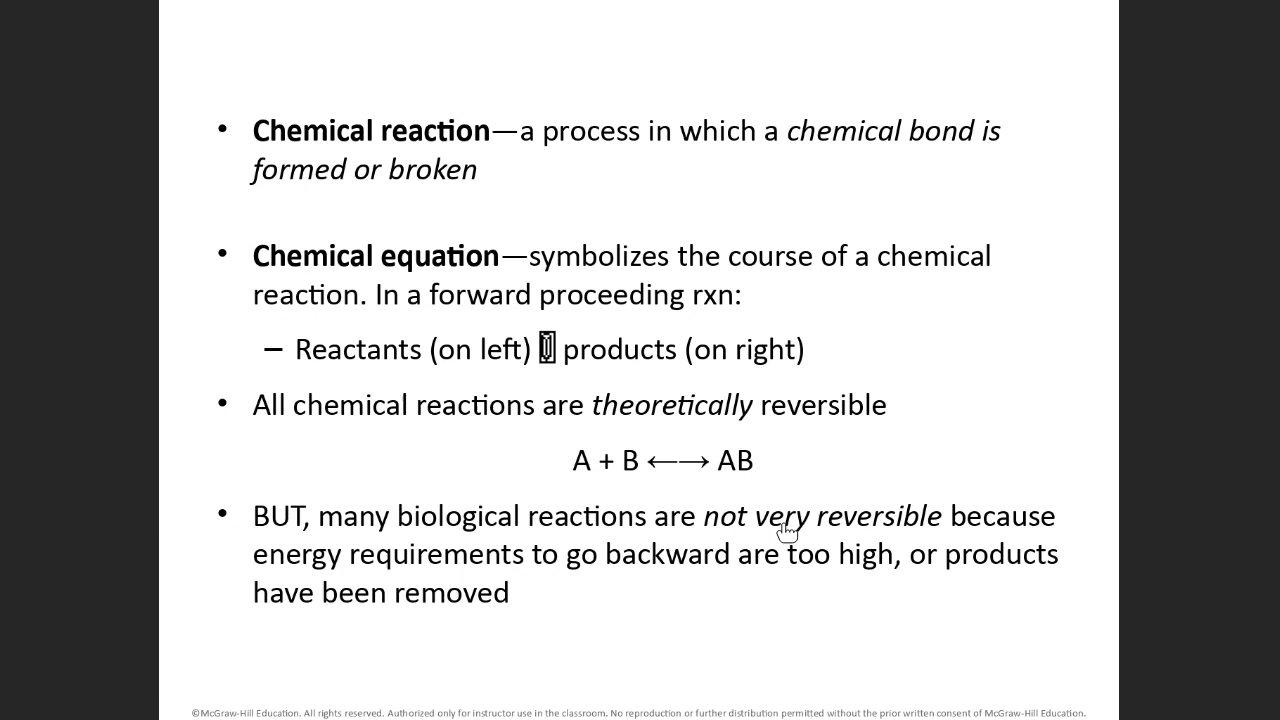 • Chemical reaction—a process in which a chemical bond is
formed or broken
• Chemical equation—symbolizes the course of a chemical
reaction. In a forward proceeding rxn:
– Reactants (on left) products (on right)
• All chemical reactions are theoretically reversible
A + B ←→ AB
• BUT, many biological reactions are not very reversible because
energy requirements to go backward are too high, or products
have been removed
©McGraw-Hill Education. All rights reserved. Authorized only for instructor use in the classroom. No reproduction or further distribution permitted without the prior written consent of McGraw-Hill Education.